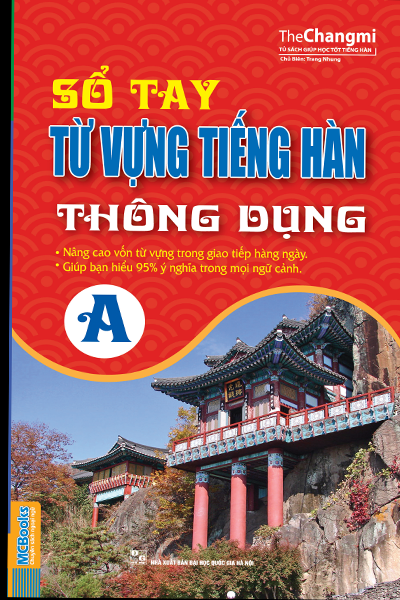 TheChangmi
TỦ SÁCH GIÚP HỌC TỐT TIẾNG HÀN
Chủ Biên: Trang Nhung
SỔ TAY
TỪ VỰNG TIẾNG HÀN
THÔNG DỤNG
• Nâng cao vốn từ vựng trong giao tiếp hàng ngày.
* Giúp bạn hiểu 95% ý nghĩa trong mọi ngữ cảnh.
A
MCBooks
NHÀ XUẤT BẢN ĐẠI HỌC QUỐC GIA HÀ NỘI